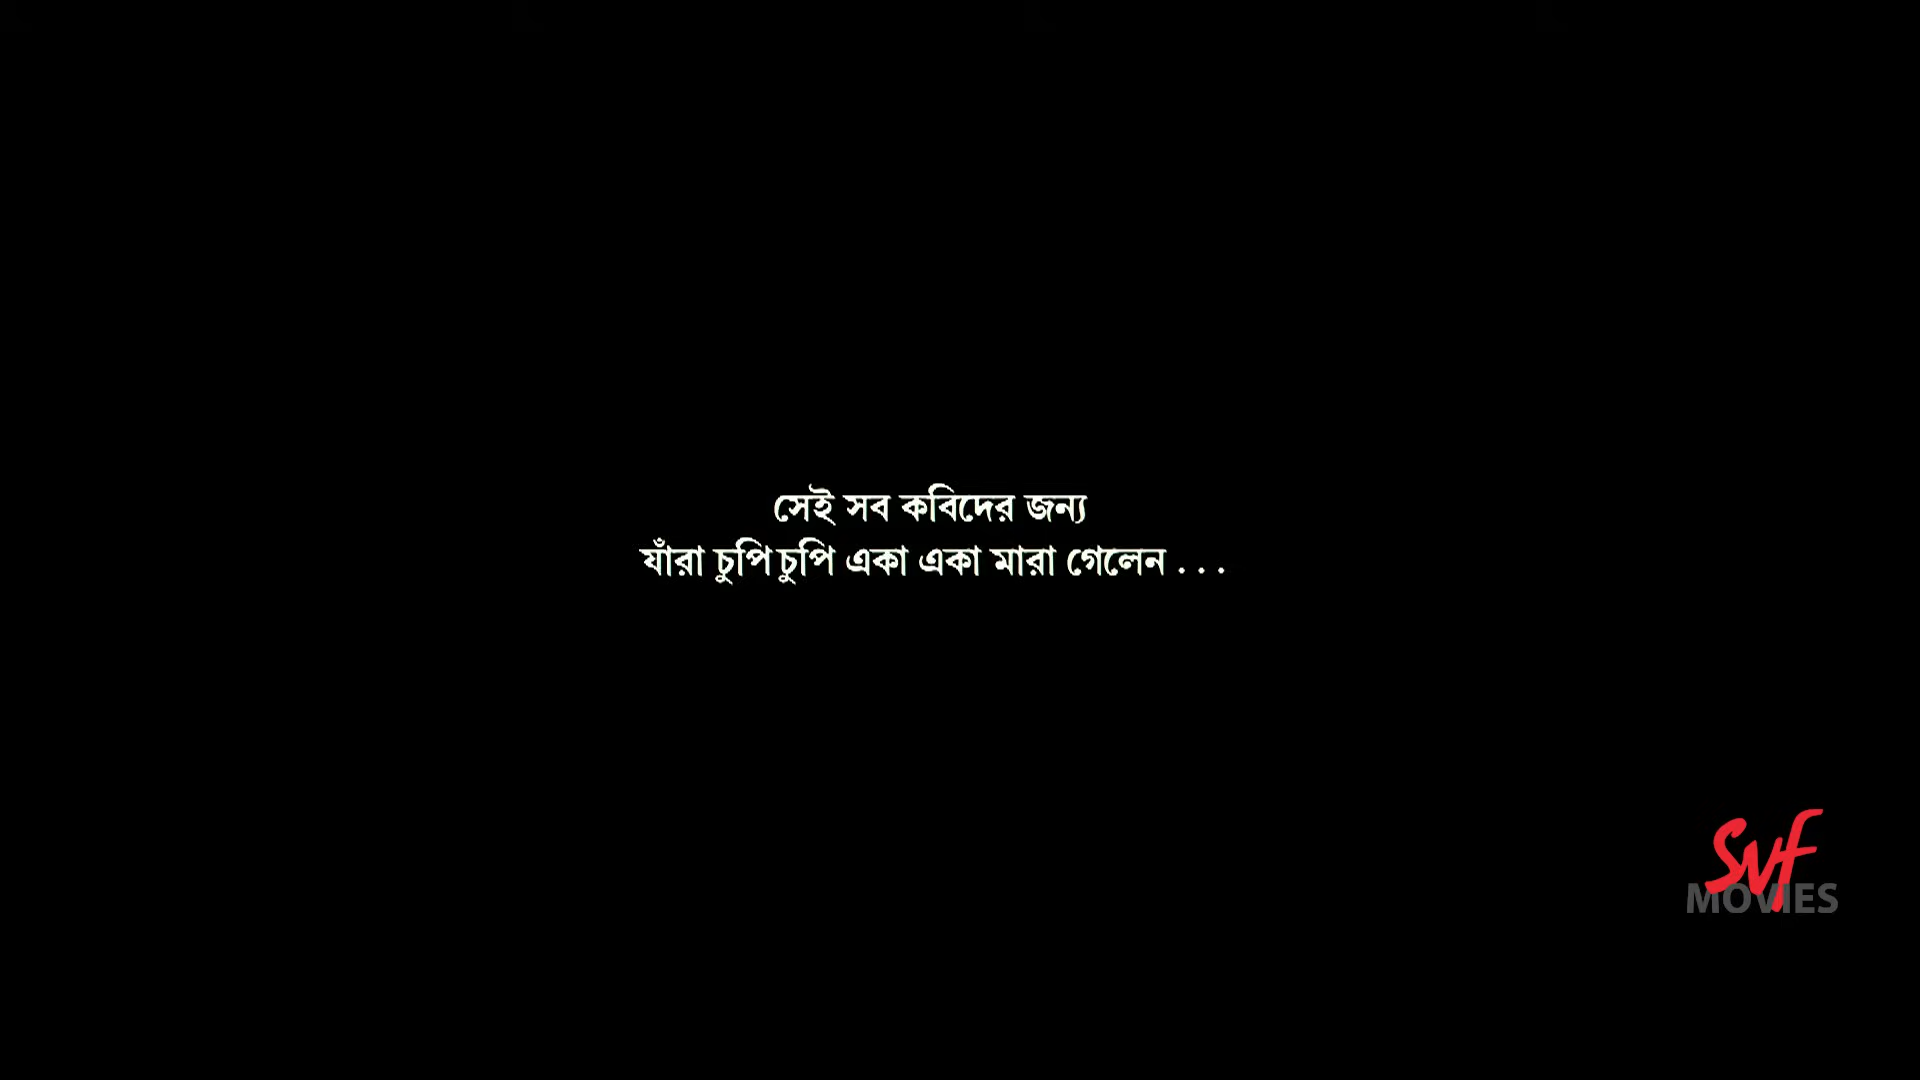 সেই সব কবিদের জন্য
যাঁরা চুপি চুপি একা একা মারা গেলেন . . .
Svf
MOVIES